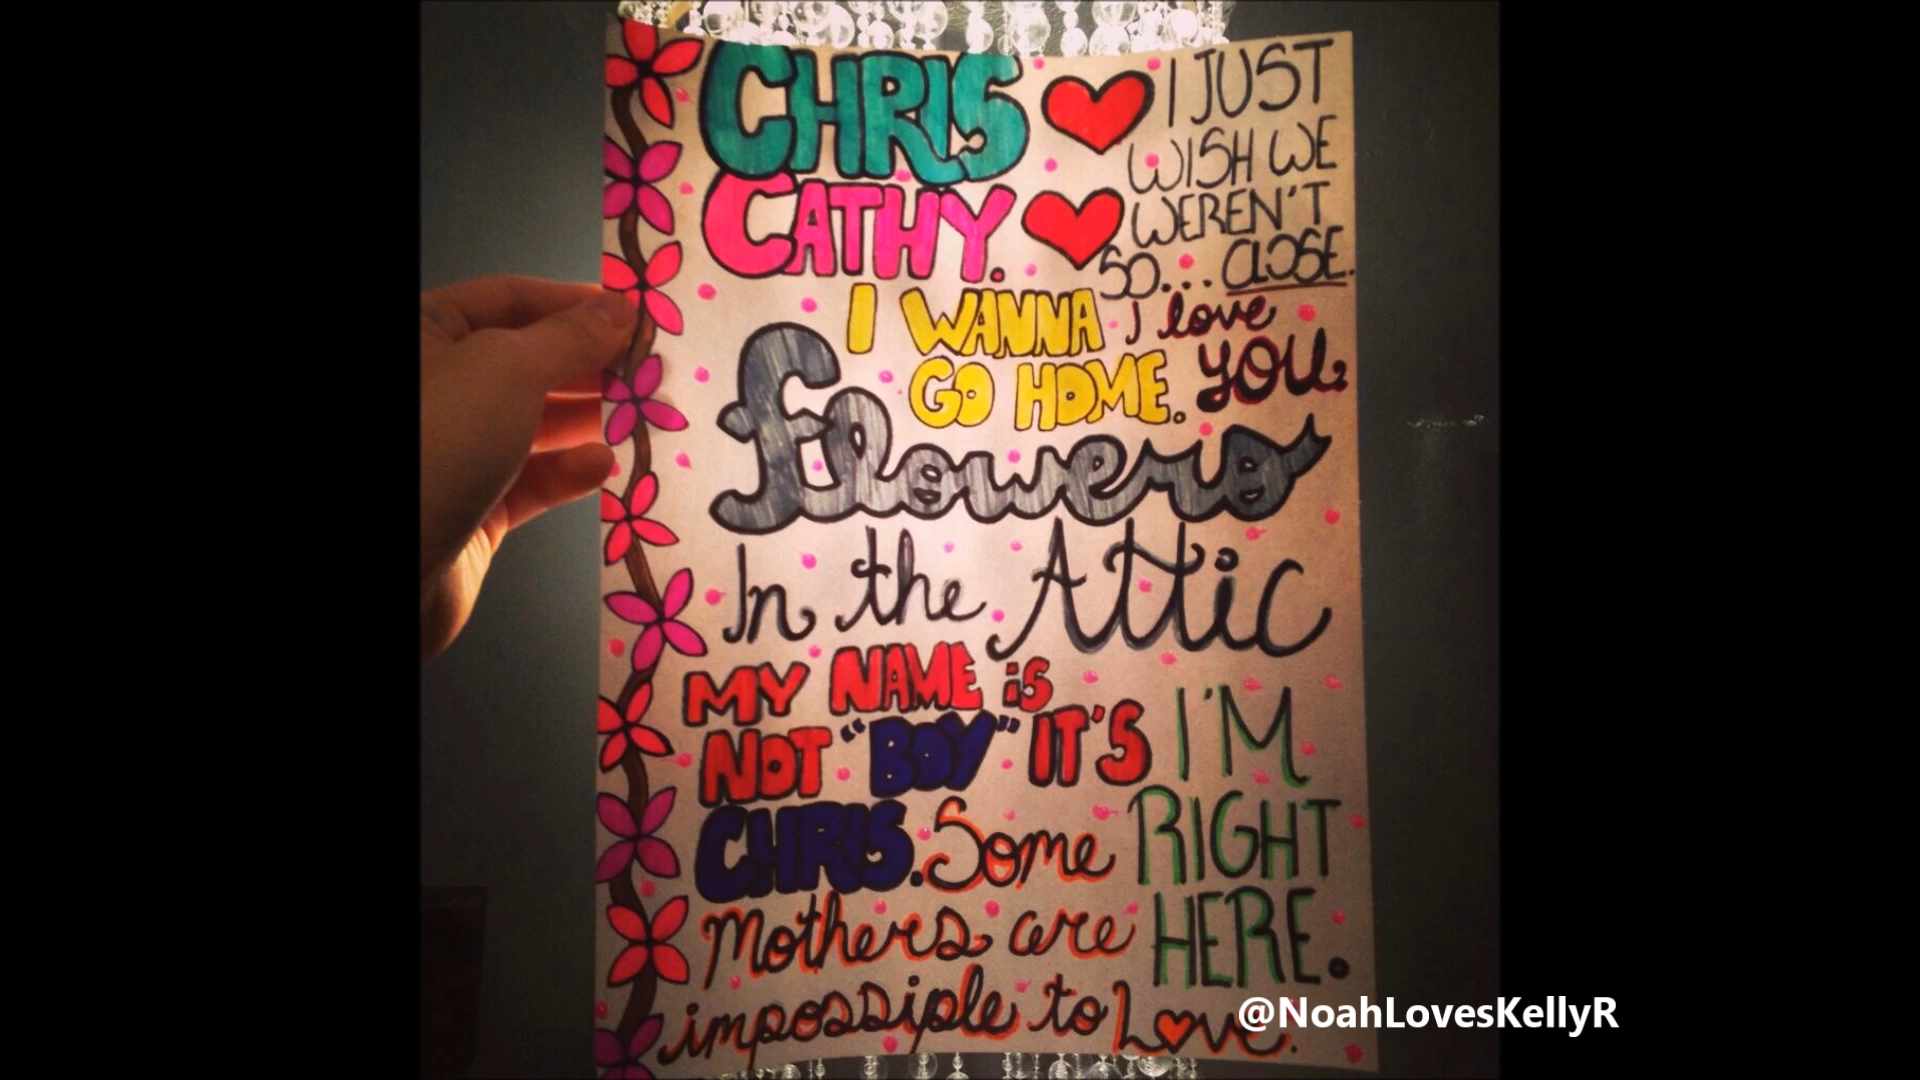 CHRIS
CATHY.
I JUST
WISH WE
WEREN'T
SO... CLOSE.
I WANNA
GO HOME.
I love
YOU.
Flowers
In the Attic
MY NAME iS
NOT "BOY" IT'S
CHRIS.
I'M
RIGHT
HERE.
Some
Mothers are
impossiple to Love.
@NoahLovesKellyR